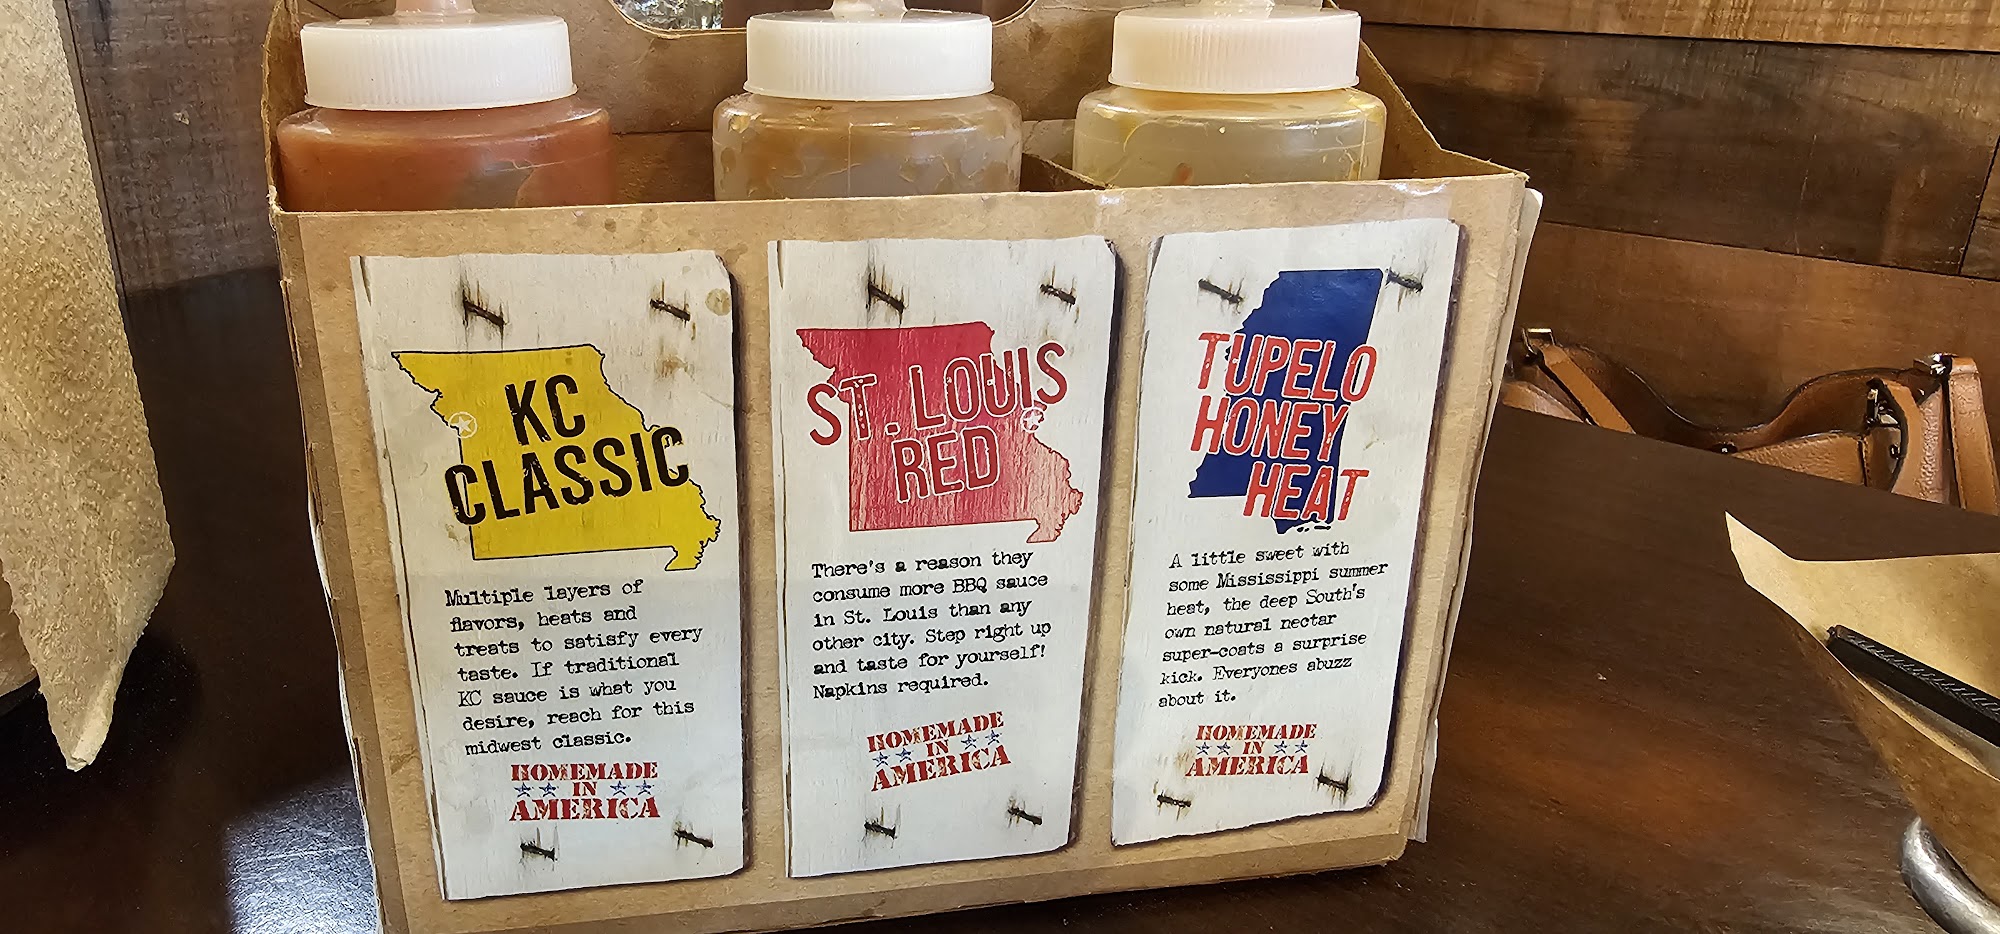 KC
CLASSIC
Multiple layers of
flavors, heats and
treats to satisfy every
taste. If traditional
KC sauce is what you
desire, reach for this
midwest classic.
HOMEMADE
IN
AMERICA
ST. LOUIS
RED
There's a reason they
consume more BBQ sauce
in St. Louis than any
other city. Step right up
and taste for yourself!
Napkins required.
HOMEMADE
IN
AMERICA
TUPELO
HONEY
HEAT
A little sweet with
some Mississippi summer
heat, the deep South's
own natural nectar
super-coats a surprise
kick. Everyones abuzz
about it.
HOMEMADE
IN
AMERICA